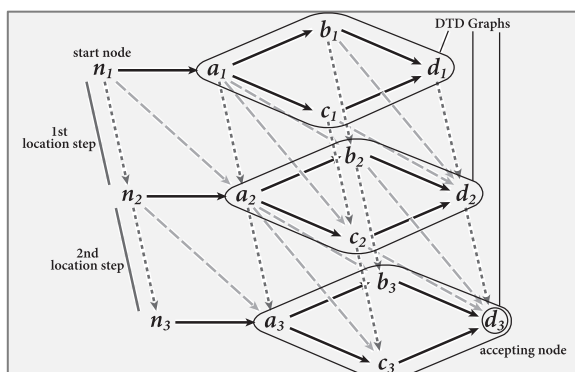 DTD Graphs
b1
start node
n1
a1
d1
c1
1st
location step
b2
n2
a2
d2
c2
2nd
location step
b3
n3
a3
d3
accepting node
c3